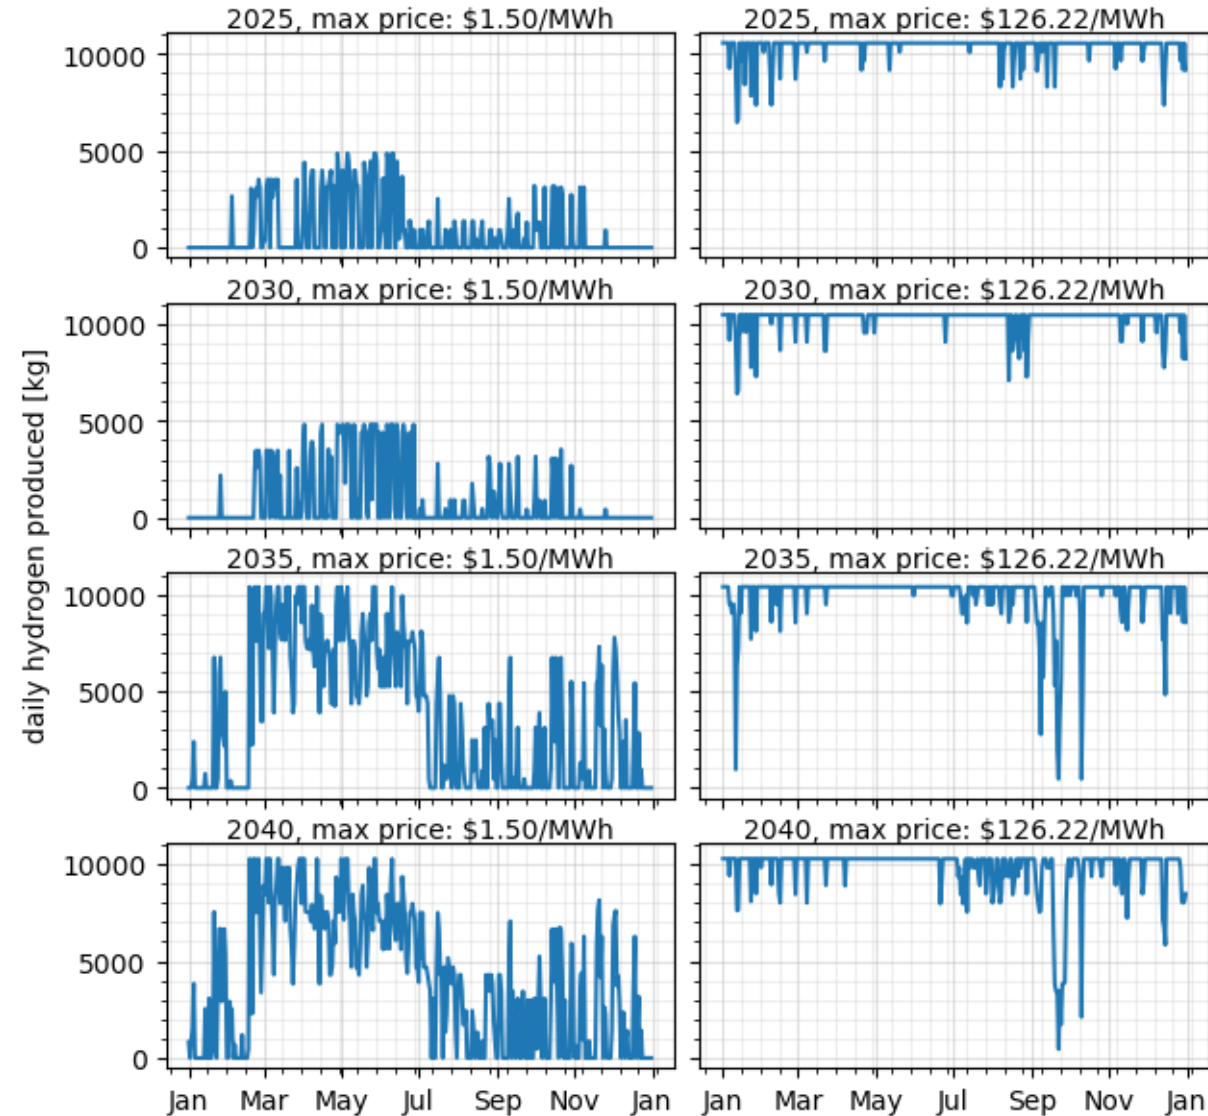 2025, max price: $1.50/MWh
2025, max price: $126.22/MWh
10000
5000
0
2030, max price: $1.50/MWh
2030, max price: $126.22/MWh
10000
5000
0
daily hydrogen produced [kg]
2035, max price: $1.50/MWh
2035, max price: $126.22/MWh
10000
5000
0
2040, max price: $1.50/MWh
2040, max price: $126.22/MWh
10000
5000
0
Jan Mar May Jul Sep Nov Jan
Jan Mar May Jul Sep Nov Jan